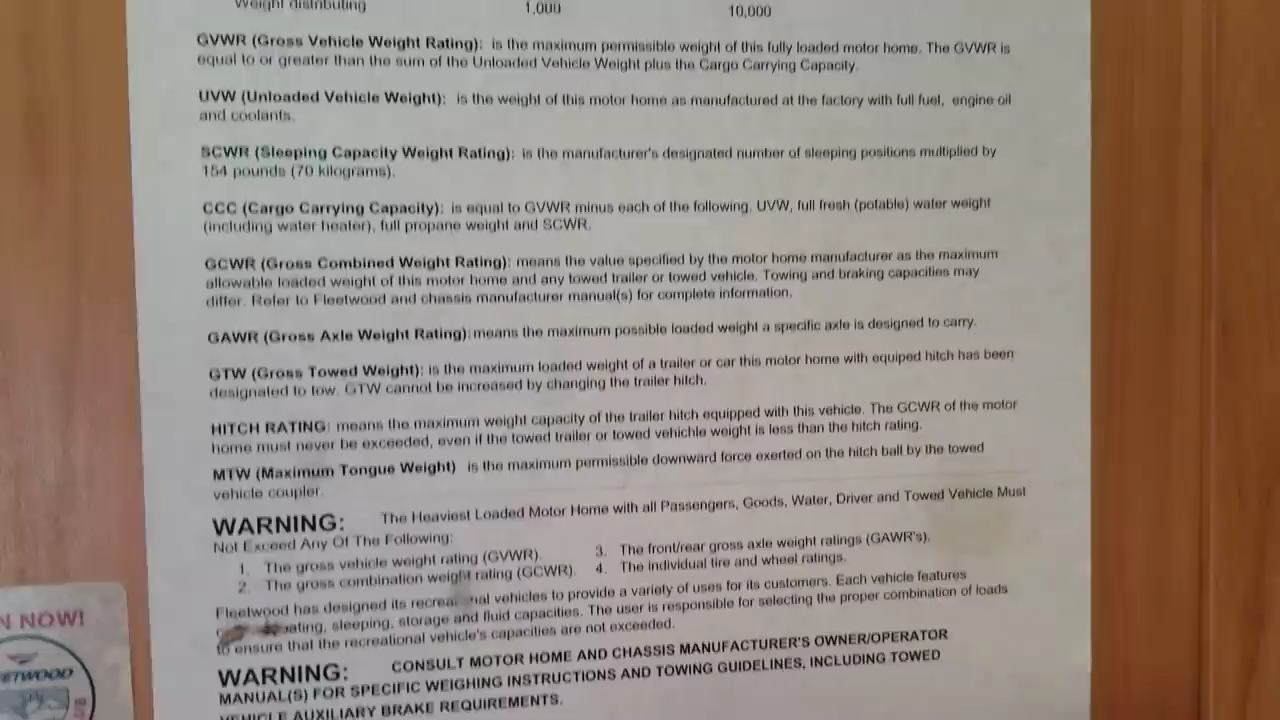 Weight distributing 1,000 10,000
GVWR (Gross Vehicle Weight Rating): is the maximum permissible weight of this fully loaded motor home. The GVWR is
equal to or greater than the sum of the Unloaded Vehicle Weight plus the Cargo Carrying Capacity.
UVW (Unloaded Vehicle Weight): is the weight of this motor home as manufactured at the factory with full fuel, engine oil
and coolants.
SCWR (Sleeping Capacity Weight Rating): is the manufacturer's designated number of sleeping positions multiplied by
154 pounds (70 kilograms).
CCC (Cargo Carrying Capacity): is equal to GVWR minus each of the following. UVW, full fresh (potable) water weight
(including water heater), full propane weight and SCWR.
GCWR (Gross Combined Weight Rating): means the value specified by the motor home manufacturer as the maximum
allowable loaded weight of this motor home and any towed trailer or towed vehicle. Towing and braking capacities may
differ. Refer to Fleetwood and chassis manufacturer manual(s) for complete information.
GAWR (Gross Axle Weight Rating): means the maximum possible loaded weight a specific axle is designed to carry.
GTW (Gross Towed Weight): is the maximum loaded weight of a trailer or car this motor home with equiped hitch has been
designated to tow. GTW cannot be increased by changing the trailer hitch.
HITCH RATING: means the maximum weight capacity of the trailer hitch equipped with this vehicle. The GCWR of the motor
home must never be exceeded, even if the towed trailer or towed vehichle weight is less than the hitch rating.
MTW (Maximum Tongue Weight) is the maximum permissible downward force exerted on the hitch ball by the towed
vehicle coupler.
WARNING: The Heaviest Loaded Motor Home with all Passengers, Goods, Water, Driver and Towed Vehicle Must
Not Exceed Any Of The Following:
1. The gross vehicle weight rating (GVWR). 3. The front/rear gross axle weight ratings (GAWR's).
2. The gross combination weight rating (GCWR). 4. The individual tire and wheel ratings.
Fleetwood has designed its vehicles to provide a variety of uses for its customers. Each vehicle features
sleeping, storage and fluid capacities. The user is responsible for selecting the proper combination of loads
to ensure that the recreational vehicle's capacities are not exceeded.
WARNING: CONSULT MOTOR HOME AND CHASSIS MANUFACTURER'S OWNER/OPERATOR
MANUAL(S) FOR SPECIFIC WEIGHING INSTRUCTIONS AND TOWING GUIDELINES, INCLUDING TOWED
VEHICLE AUXILIARY BRAKE REQUIREMENTS.
NOW!